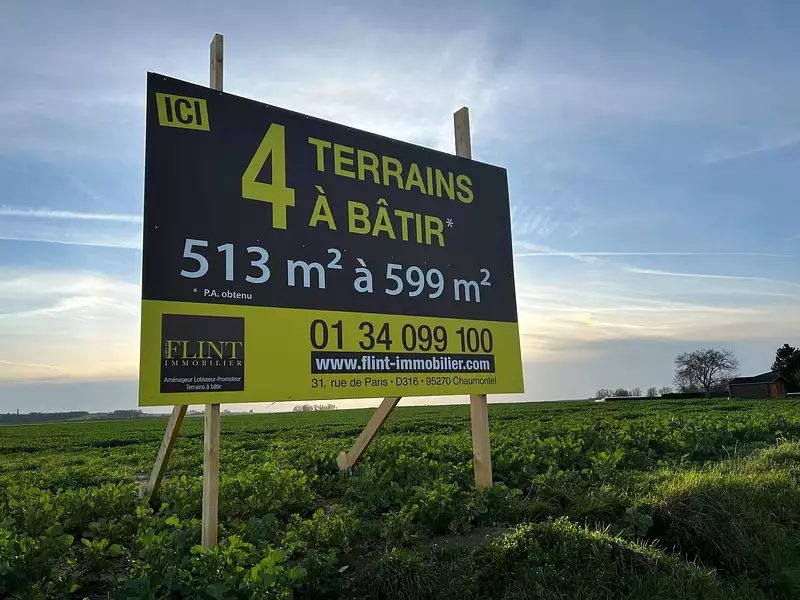 ICI
4 TERRAINS
À BÂTIR*
513 m² à 599 m²
* P.A. obtenu
01 34 099 100
www.flint-immobilier.com
31, rue de Paris • D316 • 95270 Chaumontel
FLINT
IMMOBILIER
Aménageur Lotisseur-Promoteur
Terrains à bâtir